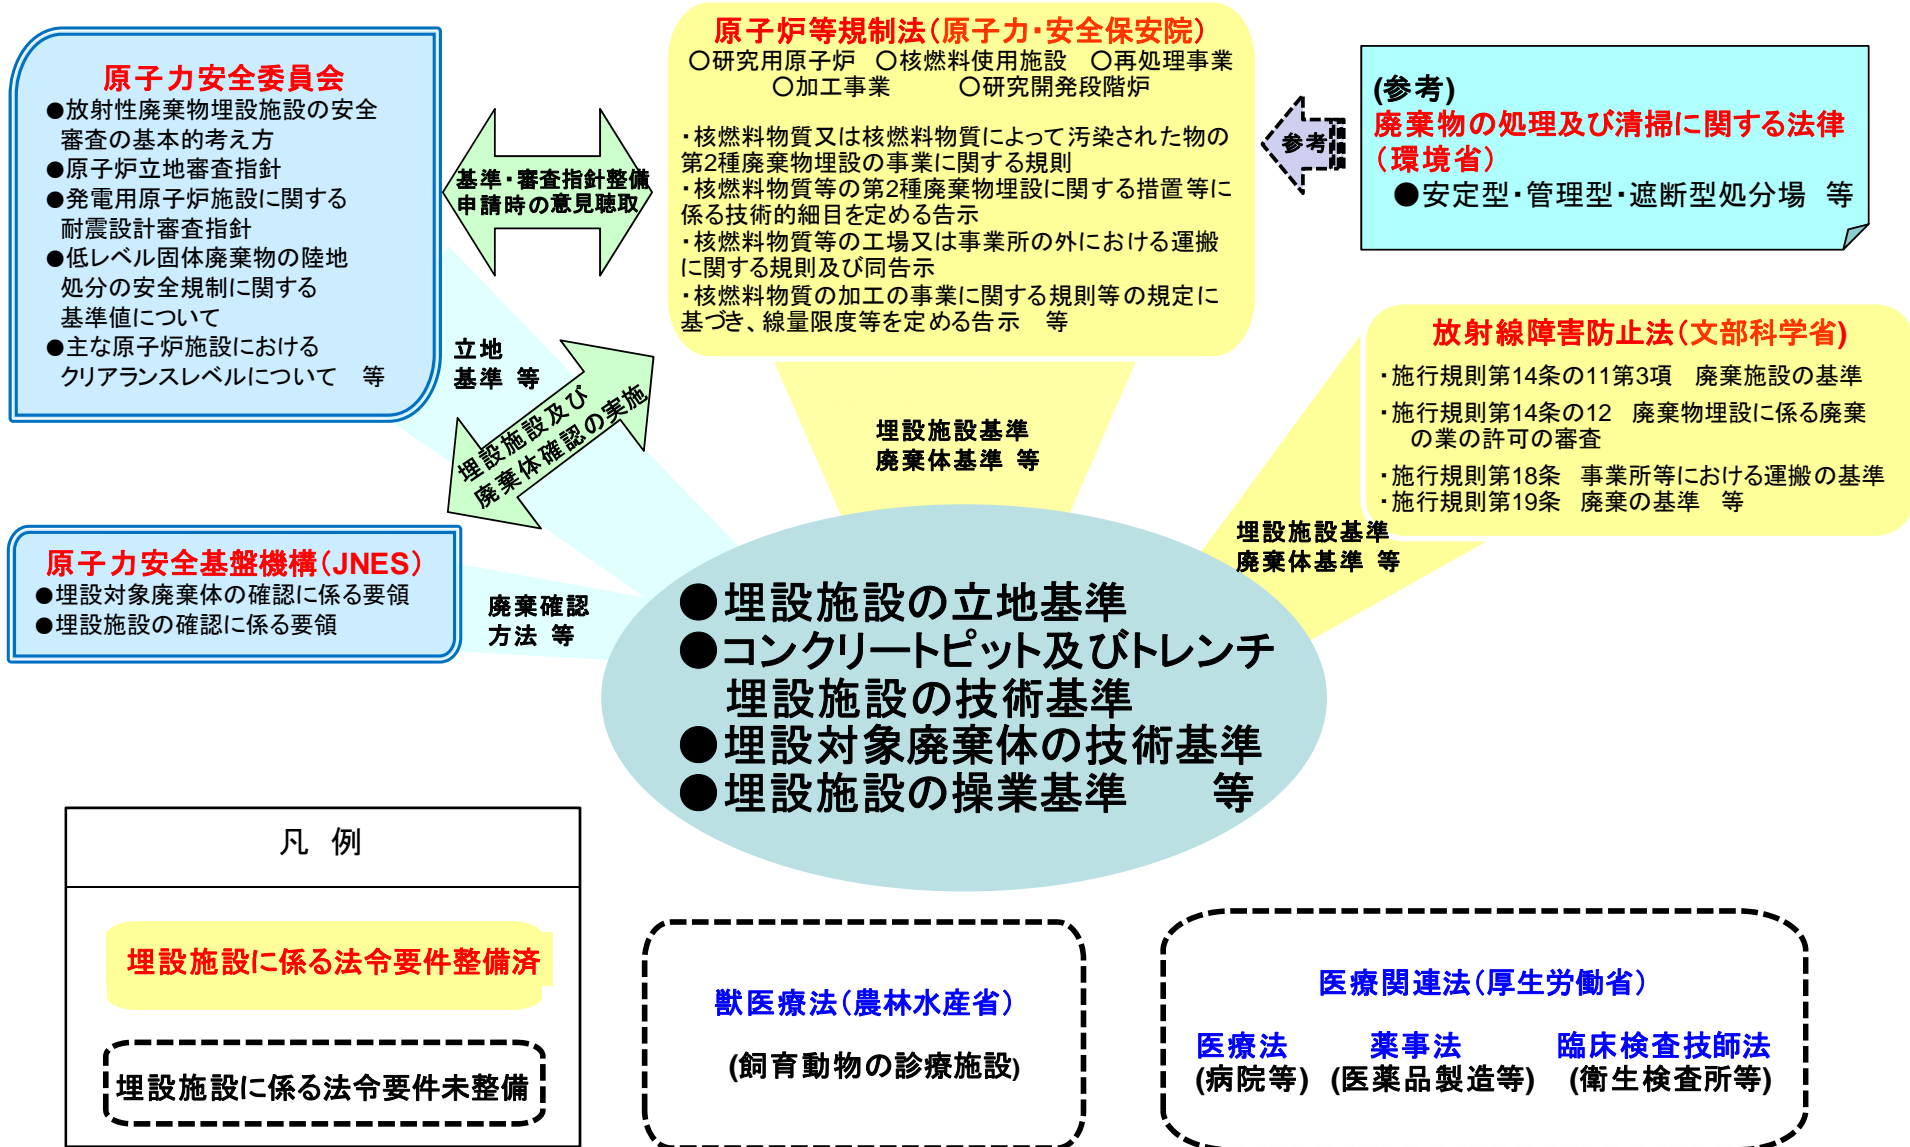 原子力安全委員会
●放射性廃棄物埋設施設の安全
審査の基本的考え方
●原子炉立地審査指針
●発電用原子炉施設に関する
耐震設計審査指針
●低レベル固体廃棄物の陸地
処分の安全規制に関する
基準値について
●主な原子炉施設における
クリアランスレベルについて　等
基準・審査指針整備
申請時の意見聴取
原子炉等規制法(原子力・安全保安院)
○研究用原子炉　○核燃料使用施設　○再処理事業
○加工事業　　○研究開発段階炉
・核燃料物質又は核燃料物質によって汚染された物の
第2種廃棄物埋設の事業に関する規則
・核燃料物質等の第2種廃棄物埋設に関する措置等に
係る技術的細目を定める告示
・核燃料物質等の工場又は事業所の外における運搬
に関する規則及び同告示
・核燃料物質の加工の事業に関する規則等の規定に
基づき、線量限度等を定める告示　等
参考
(参考)
廃棄物の処理及び清掃に関する法律
(環境省)
●安定型・管理型・遮断型処分場　等
放射線障害防止法(文部科学省)
・施行規則第14条の11第3項　廃棄施設の基準
・施行規則第14条の12　廃棄物埋設に係る廃棄
の業の許可の審査
・施行規則第18条　事業所等における運搬の基準
・施行規則第19条　廃棄の基準　等
立地
基準　等
埋設施設及び
廃棄体確認の実施
埋設施設基準
廃棄体基準　等
埋設施設基準
廃棄体基準　等
原子力安全基盤機構(JNES)
●埋設対象廃棄体の確認に係る要領
●埋設施設の確認に係る要領
廃棄確認
方法　等
●埋設施設の立地基準
●コンクリートピット及びトレンチ
埋設施設の技術基準
●埋設対象廃棄体の技術基準
●埋設施設の操業基準　　等
凡　例
埋設施設に係る法令要件整備済
埋設施設に係る法令要件未整備
獣医療法(農林水産省)
(飼育動物の診療施設)
医療関連法(厚生労働省)
医療法　薬事法　臨床検査技師法
(病院等)　(医薬品製造等)　(衛生検査所等)